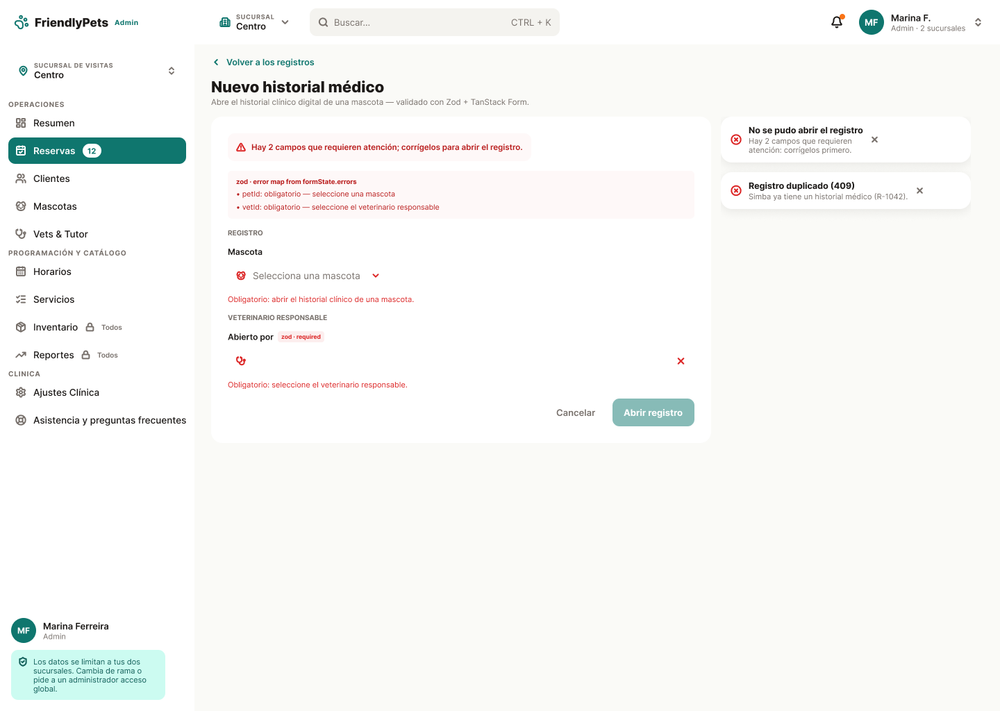 FriendlyPets Admin
SUCURSAL
Centro
Buscar...
CTRL + K
MF
Marina F.
Admin · 2 sucursales
SUCURSAL DE VISITAS
Centro
OPERACIONES
Resumen
Reservas 12
Clientes
Mascotas
Vets & Tutor
PROGRAMACIÓN Y CATÁLOGO
Horarios
Servicios
Inventario Todos
Reportes Todos
CLINICA
Ajustes Clínica
Asistencia y preguntas frecuentes
MF
Marina Ferreira
Admin
Los datos se limitan a tus dos
sucursales. Cambia de rama o
pide a un administrador acceso
global.
Volver a los registros
Nuevo historial médico
Abre el historial clínico digital de una mascota — validado con Zod + TanStack Form.
Hay 2 campos que requieren atención; corrígelos para abrir el registro.
zod · error map from formState.errors
• petId: obligatorio — seleccione una mascota
• vetId: obligatorio — seleccione el veterinario responsable
REGISTRO
Mascota
Selecciona una mascota
Obligatorio: abrir el historial clínico de una mascota.
VETERINARIO RESPONSABLE
Abierto por zod · required
Obligatorio: seleccione el veterinario responsable.
Cancelar
Abrir registro
No se pudo abrir el registro
Hay 2 campos que requieren
atención: corrígelos primero.
Registro duplicado (409)
Simba ya tiene un historial médico (R-1042).